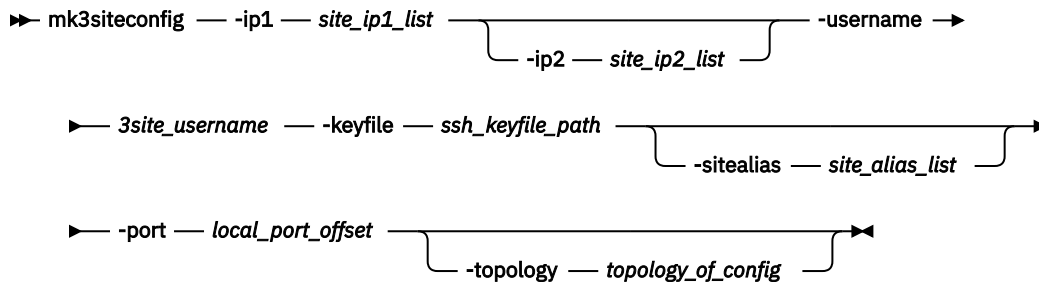 mk3siteconfig -ip1 site_ip1_list -username
-ip2 site_ip2_list
3site_username -keyfile ssh_keyfile_path
-sitealias site_alias_list
-port local_port_offset
-topology topology_of_config